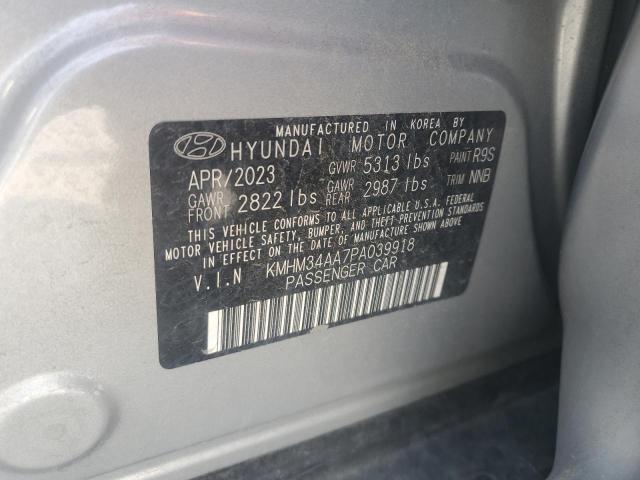 MANUFACTURED IN KOREA BY
HYUNDAI MOTOR COMPANY
APR/2023 GVWR 5313 lbs PAINT R9S
GAWR FRONT 2822 lbs GAWR REAR 2987 lbs TRIM NNB
THIS VEHICLE CONFORMS TO ALL APPLICABLE U.S.A. FEDERAL
MOTOR VEHICLE SAFETY, BUMPER, AND THEFT PREVENTION
STANDARDS IN EFFECT ON THE DATE OF MANUFACTURE SHOWN ABOVE
V.I.N KMHM34AA7PA039918
PASSENGER CAR